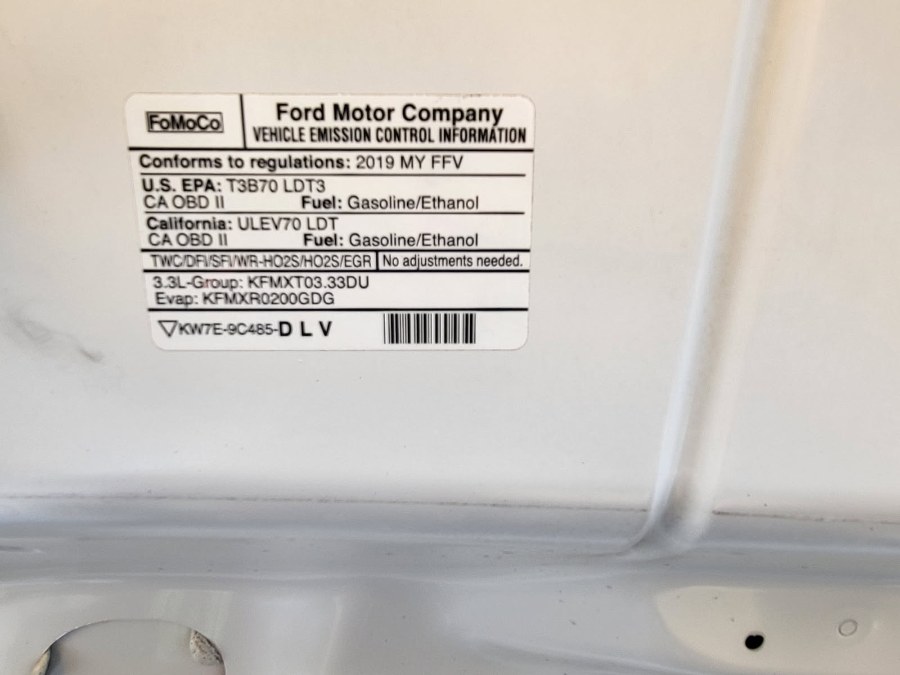 FoMoCo
Ford Motor Company
VEHICLE EMISSION CONTROL INFORMATION
Conforms to regulations: 2019 MY FFV
U.S. EPA: T3B70 LDT3
CA OBD II Fuel: Gasoline/Ethanol
California: ULEV70 LDT
CA OBD II Fuel: Gasoline/Ethanol
TWC/DFI/SFI/WR-HO2S/HO2S/EGR No adjustments needed.
3.3L-Group: KFMXT03.33DU
Evap: KFMXR0200GDG
KW7E-9C485-D L V